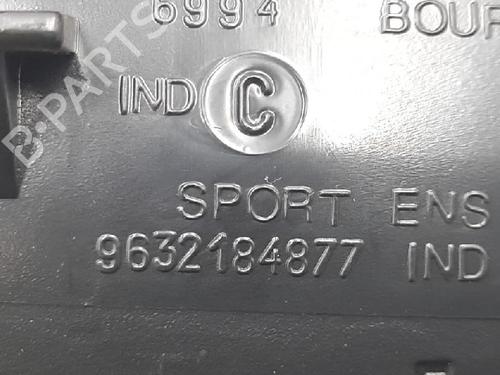 6994 BOUR
IND C
SPORT ENS
9632184877 IND
B-PARTS